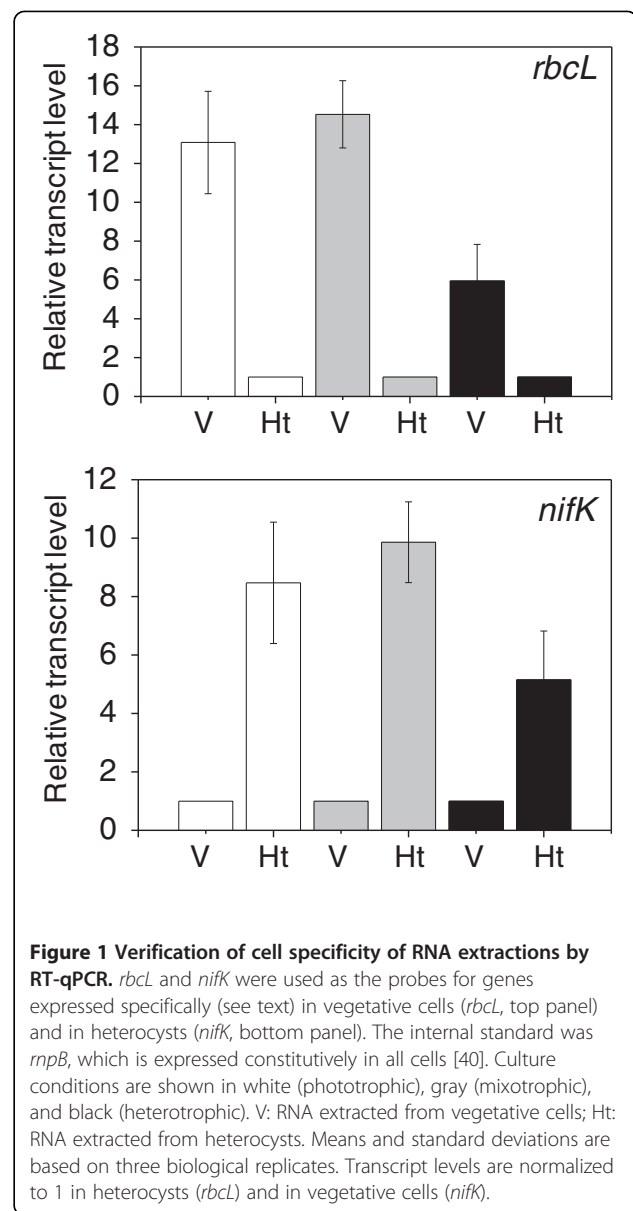 rbcL
Relative transcript level
18
16
14
12
10
8
6
4
2
0
V Ht V Ht V Ht
nifK
Relative transcript level
12
10
8
6
4
2
0
V Ht V Ht V Ht
Figure 1 Verification of cell specificity of RNA extractions by
RT-qPCR. rbcL and nifK were used as the probes for genes
expressed specifically (see text) in vegetative cells (rbcL, top panel)
and in heterocysts (nifK, bottom panel). The internal standard was
rnpB, which is expressed constitutively in all cells [40]. Culture
conditions are shown in white (phototrophic), gray (mixotrophic),
and black (heterotrophic). V: RNA extracted from vegetative cells; Ht:
RNA extracted from heterocysts. Means and standard deviations are
based on three biological replicates. Transcript levels are normalized
to 1 in heterocysts (rbcL) and in vegetative cells (nifK).